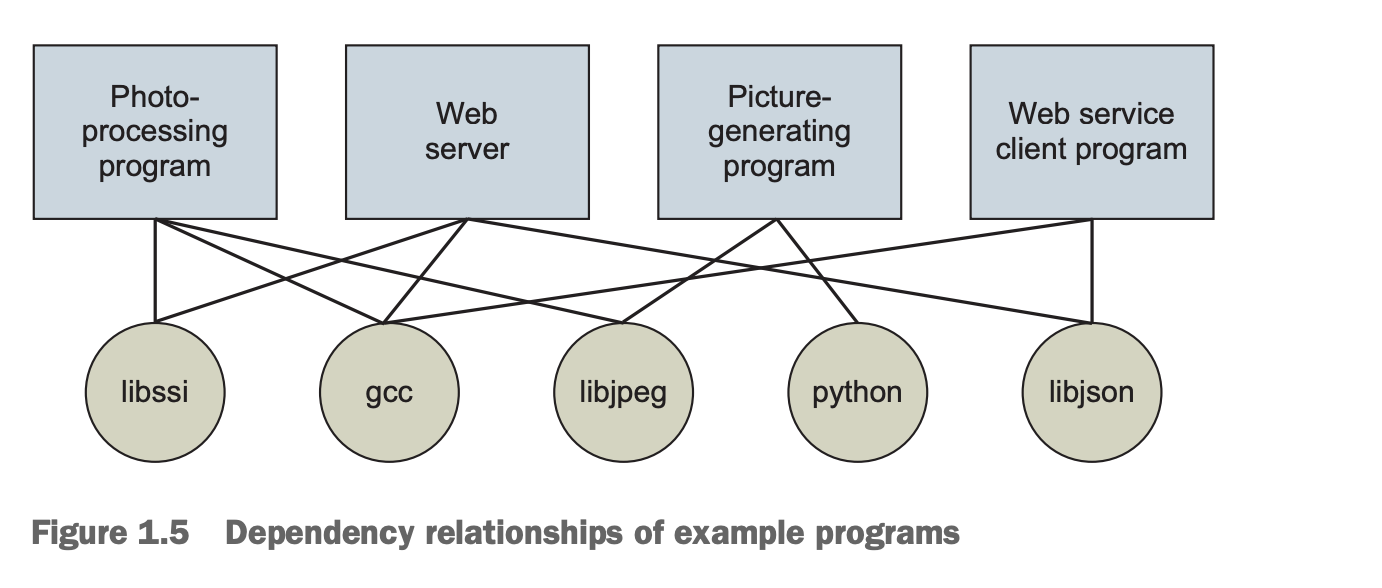 Photo-
processing
program
Web
server
Picture-
generating
program
Web service
client program
libssi
gcc
libjpeg
python
libjson
Figure 1.5 Dependency relationships of example programs